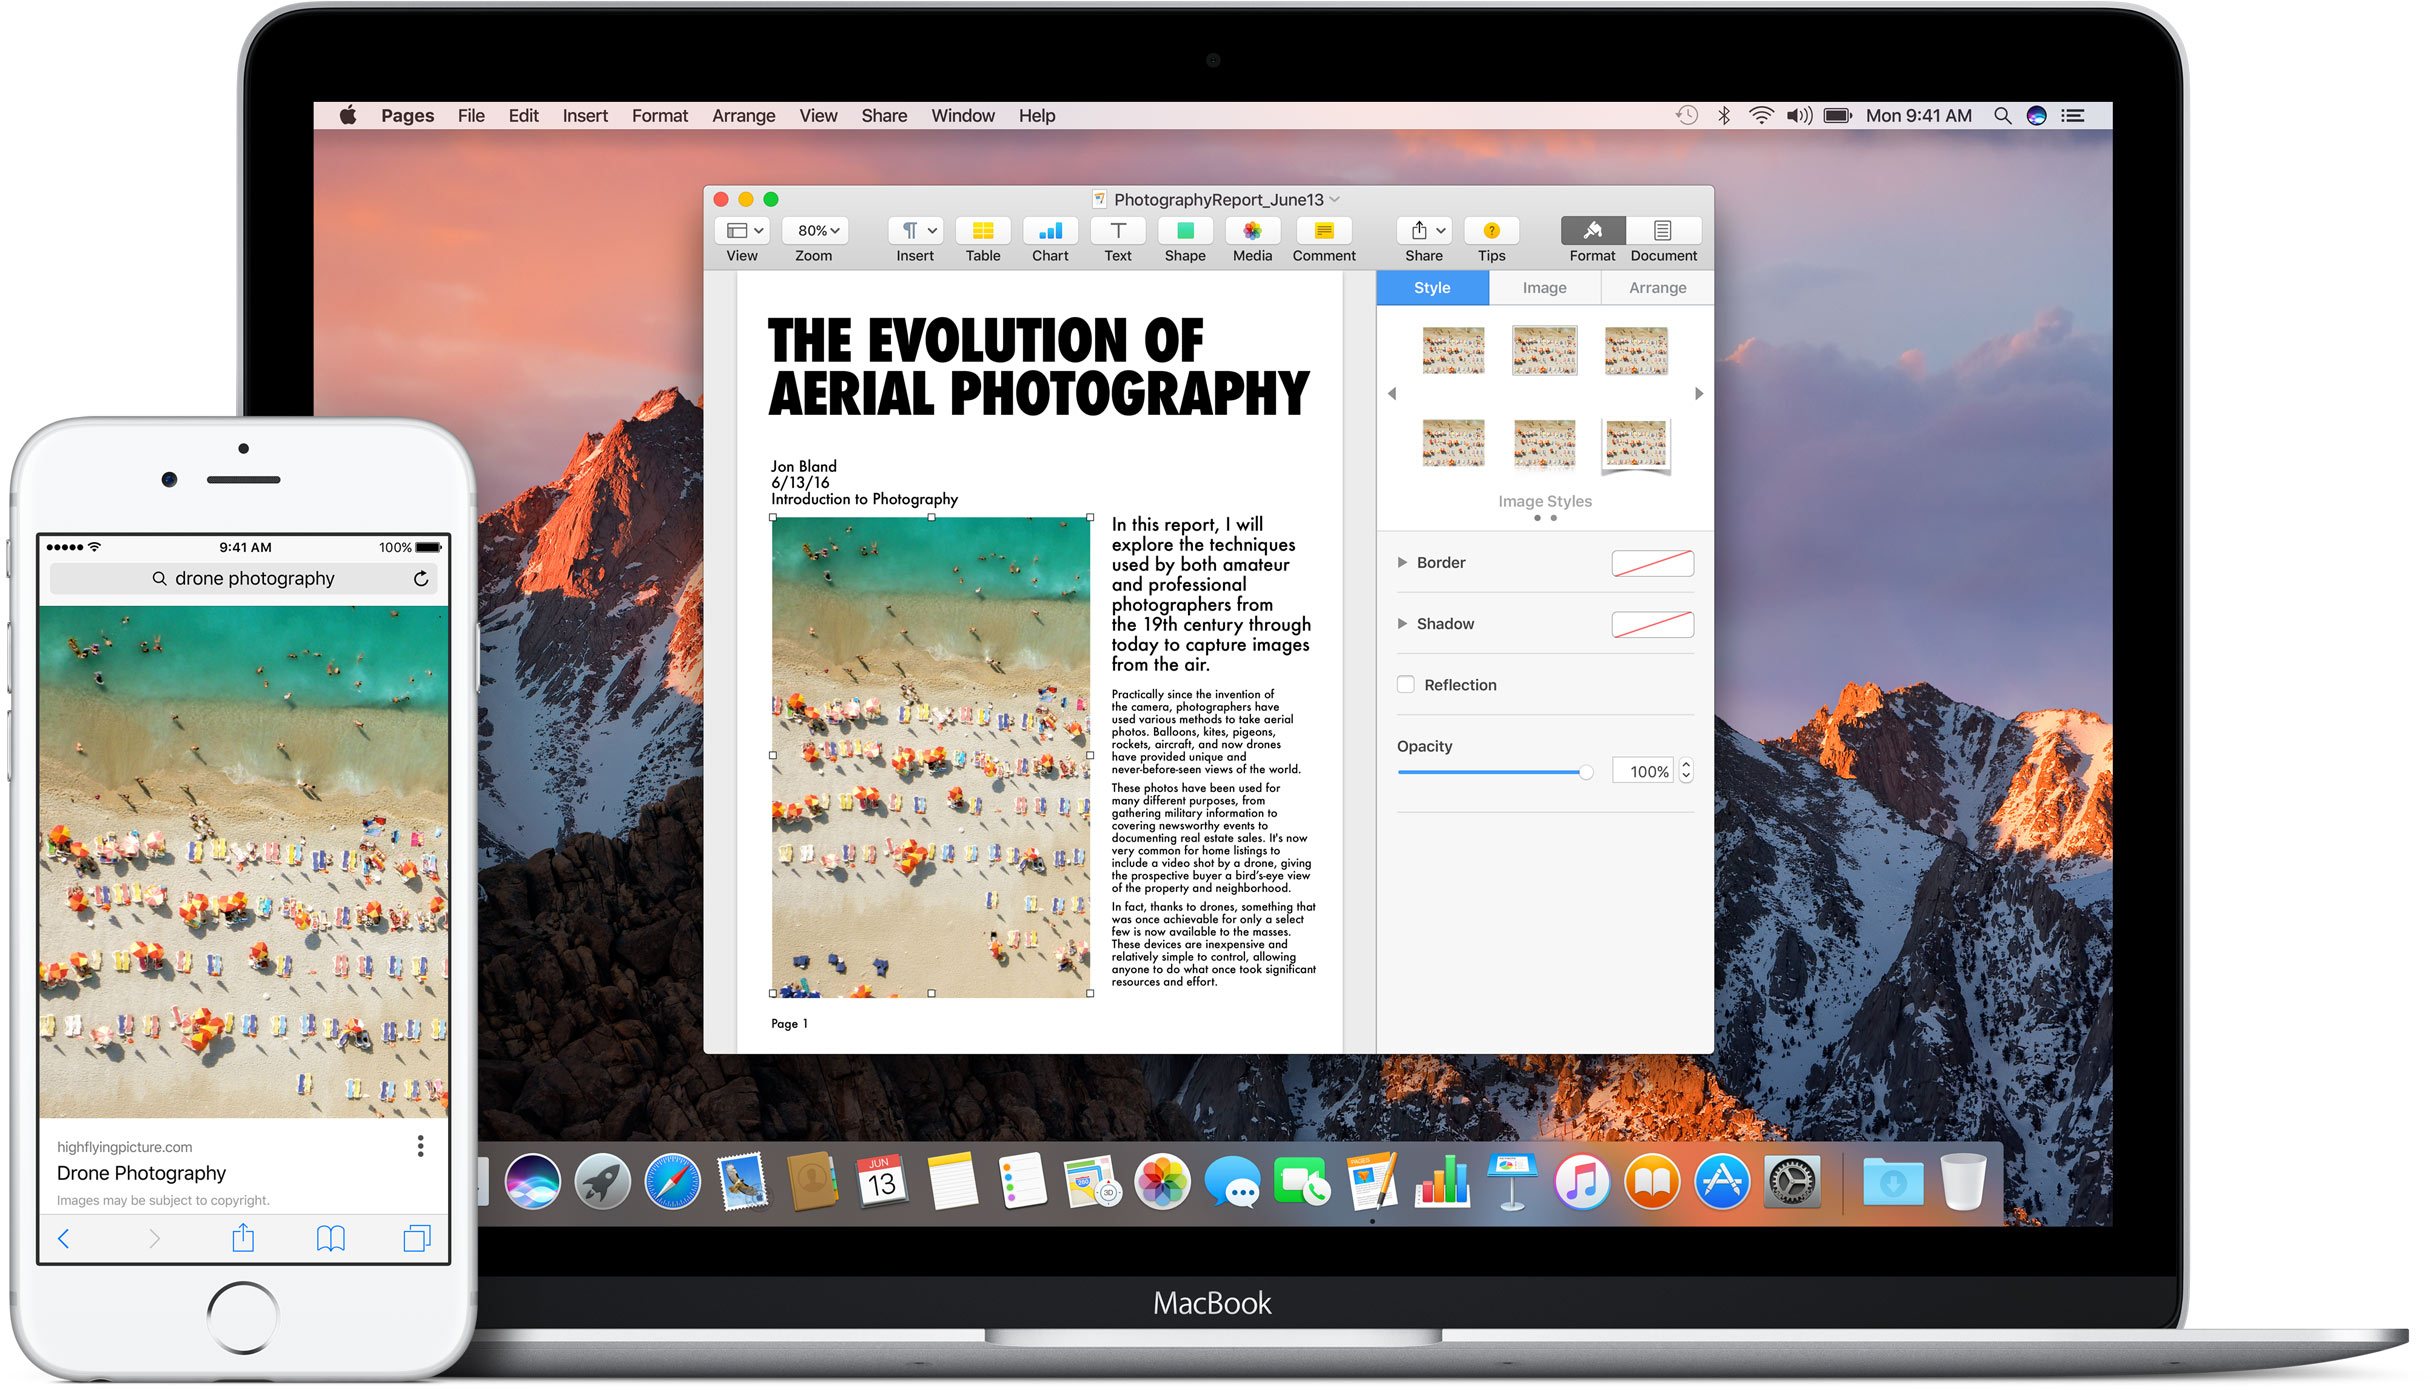 Pages File Edit Insert Format Arrange View Share Window Help
Mon 9:41 AM
PhotographyReport_June13
80%
View Zoom Insert Table Chart Text Shape Media Comment Share Tips Format Document
Style Image Arrange
THE EVOLUTION OF
AERIAL PHOTOGRAPHY
Jon Bland
6/13/16
Introduction to Photography
In this report, I will
explore the techniques
used by both amateur
and professional
photographers from
the 19th century through
today to capture images
from the air.
Practically since the invention of
the camera, photographers have
used various methods to take aerial
photos. Balloons, kites, pigeons,
rockets, aircraft, and now drones
have provided unique and
never-before-seen views of the world.
These photos have been used for
many different purposes, from
gathering military information to
covering newsworthy events to
documenting real estate sales. It's now
very common for home listings to
include a video shot by a drone, giving
the prospective buyer a bird's-eye view
of the property and neighborhood.
In fact, thanks to drones, something that
was once achievable for only a select
few is now available to the masses.
These devices are inexpensive and
relatively simple to control, allowing
anyone to do what once took significant
resources and effort.
Page 1
Image Styles
Border
Shadow
Reflection
Opacity
100%
9:41 AM 100%
drone photography
highflyingpicture.com
Drone Photography
Images may be subject to copyright.
JUN
13
PAGES
280
3D
MacBook